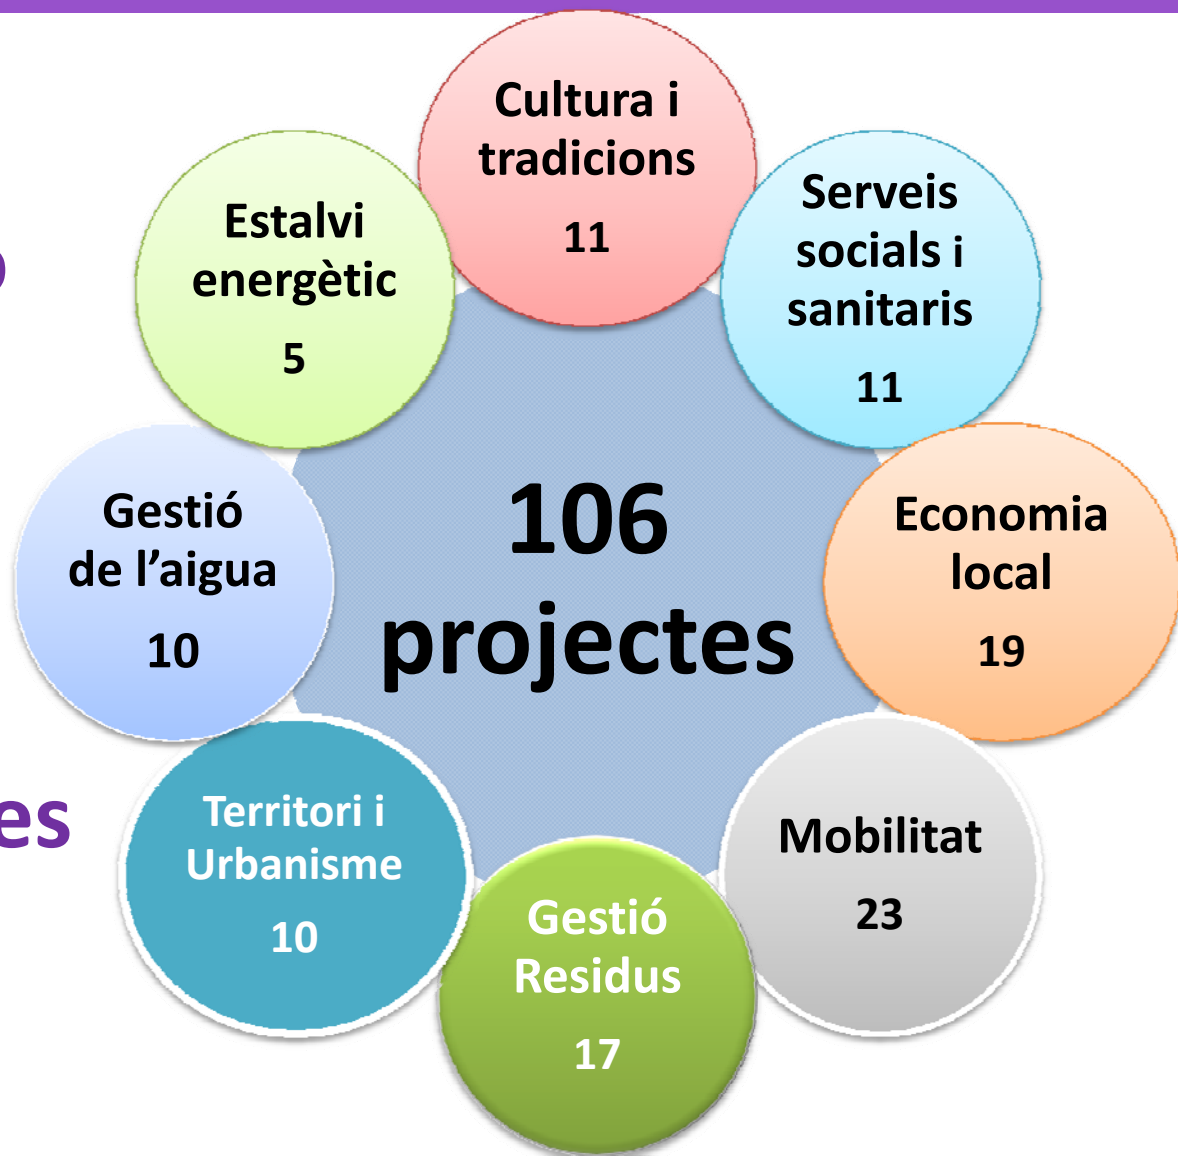 Cultura i
tradicions
11
Serveis
socials i
sanitaris
11
Economia
local
19
Mobilitat
23
Gestió
Residus
17
Territori i
Urbanisme
10
Gestió
de l’aigua
10
Estalvi
energètic
5
106
projectes
es